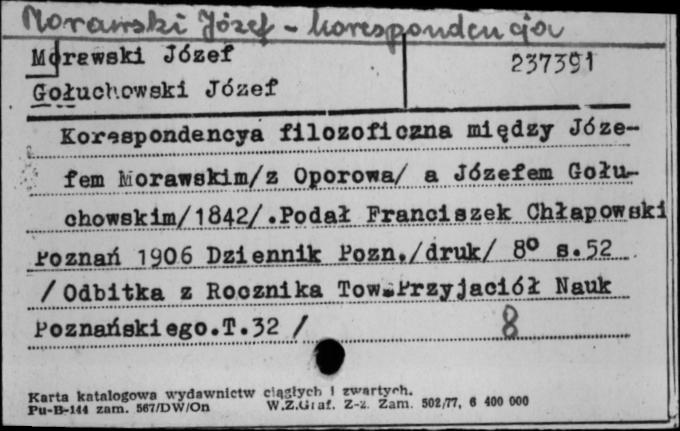 Morawski Józef - korespondencja
Morawski Józef
237391
Gołuchowski Józef
Korespondencya filozoficzna między Józe-
fem Morawskim/z Oporowa/ a Józefem Gołu-
chowskim/1842/.Podał Franciszek Chłapowski
Poznań 1906 Dziennik Pozn./druk/ 8° s.52
/Odbitka z Rocznika Tow.Przyjaciół Nauk
Poznańskiego.T.32 / 8
Karta katalogowa wydawnictw ciągłych i zwartych.
Pu-B-144 zam. 567/DW/On W.Z.Graf. Z-z. Zam. 502/77, 6 400 000